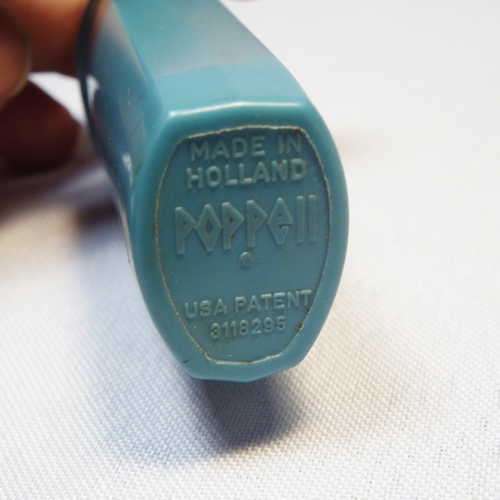 MADE IN
HOLLAND
poppell
®
USA PATENT
3118295